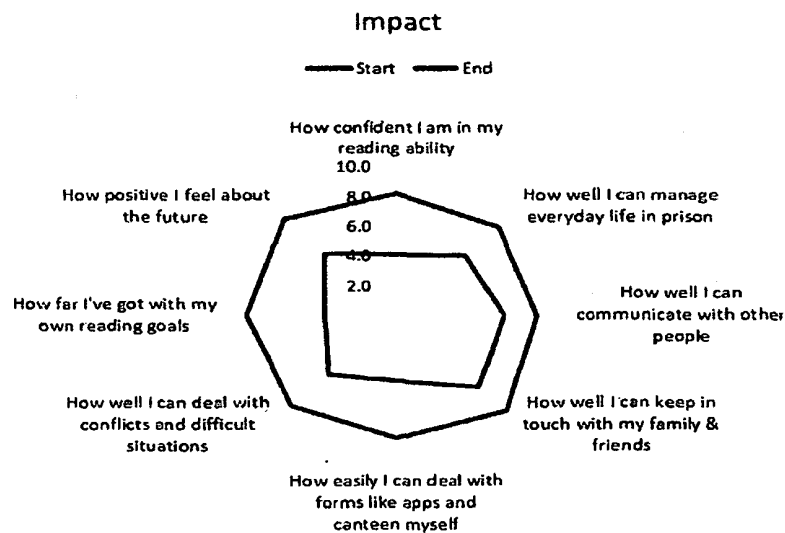 Impact
Start End
How confident I am in my
reading ability
10.0
8.0
6.0
4.0
2.0
How well I can manage
everyday life in prison
How well I can
communicate with other
people
How well I can keep in
touch with my family &
friends
How easily I can deal with
forms like apps and
canteen myself
How well I can deal with
conflicts and difficult
situations
How far I've got with my
own reading goals
How positive I feel about
the future